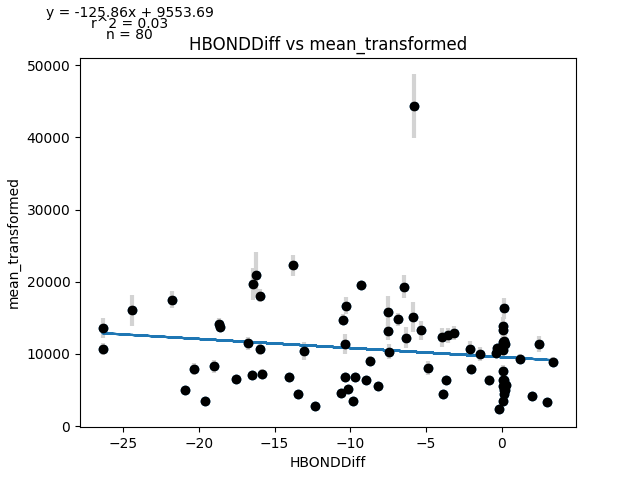 y = -125.86x + 9553.69
r^2 = 0.03
n = 80
HBONDDiff vs mean_transformed
50000
40000
30000
20000
10000
0
mean_transformed
−25
−20
−15
−10
−5
0
HBONDDiff